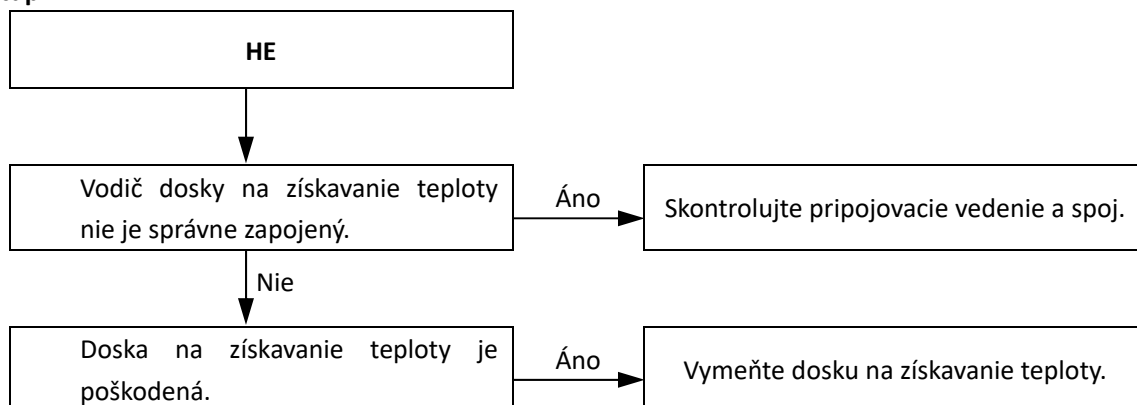 HE
Vodič dosky na získavanie teploty
nie je správne zapojený.
Áno
Skontrolujte pripojovacie vedenie a spoj.
Nie
Doska na získavanie teploty je
poškodená.
Áno
Vymeňte dosku na získavanie teploty.